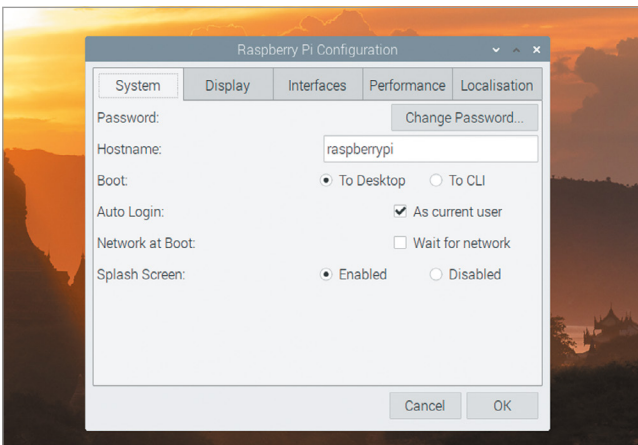 Raspberry Pi Configuration
System Display Interfaces Performance Localisation
Password: Change Password...
Hostname: raspberrypi
Boot: To Desktop To CLI
Auto Login: As current user
Network at Boot: Wait for network
Splash Screen: Enabled Disabled
Cancel OK